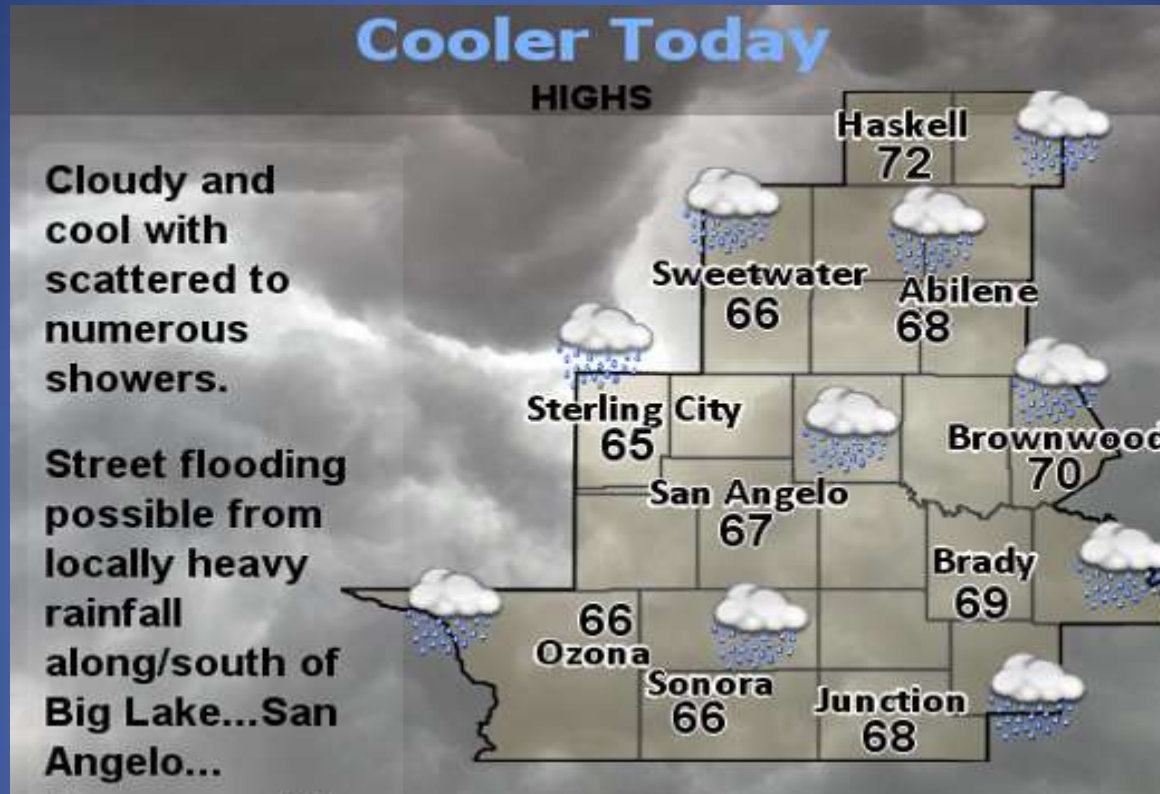 Cooler Today
HIGHS
Cloudy and
cool with
scattered to
numerous
showers.
Street flooding
possible from
locally heavy
rainfall
along/south of
Big Lake...San
Angelo...
Haskell
72
Sweetwater
66
Abilene
68
Sterling City
65
Brownwood
70
San Angelo
67
Brady
69
66
Ozona
Sonora
66
Junction
68